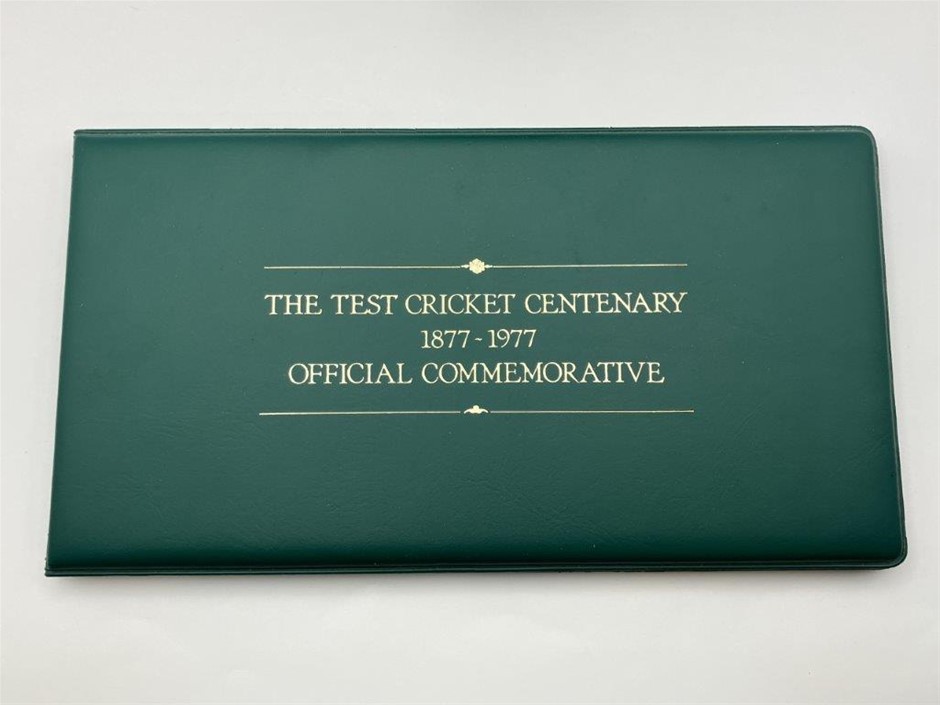 THE TEST CRICKET CENTENARY
1877-1977
OFFICIAL COMMEMORATIVE